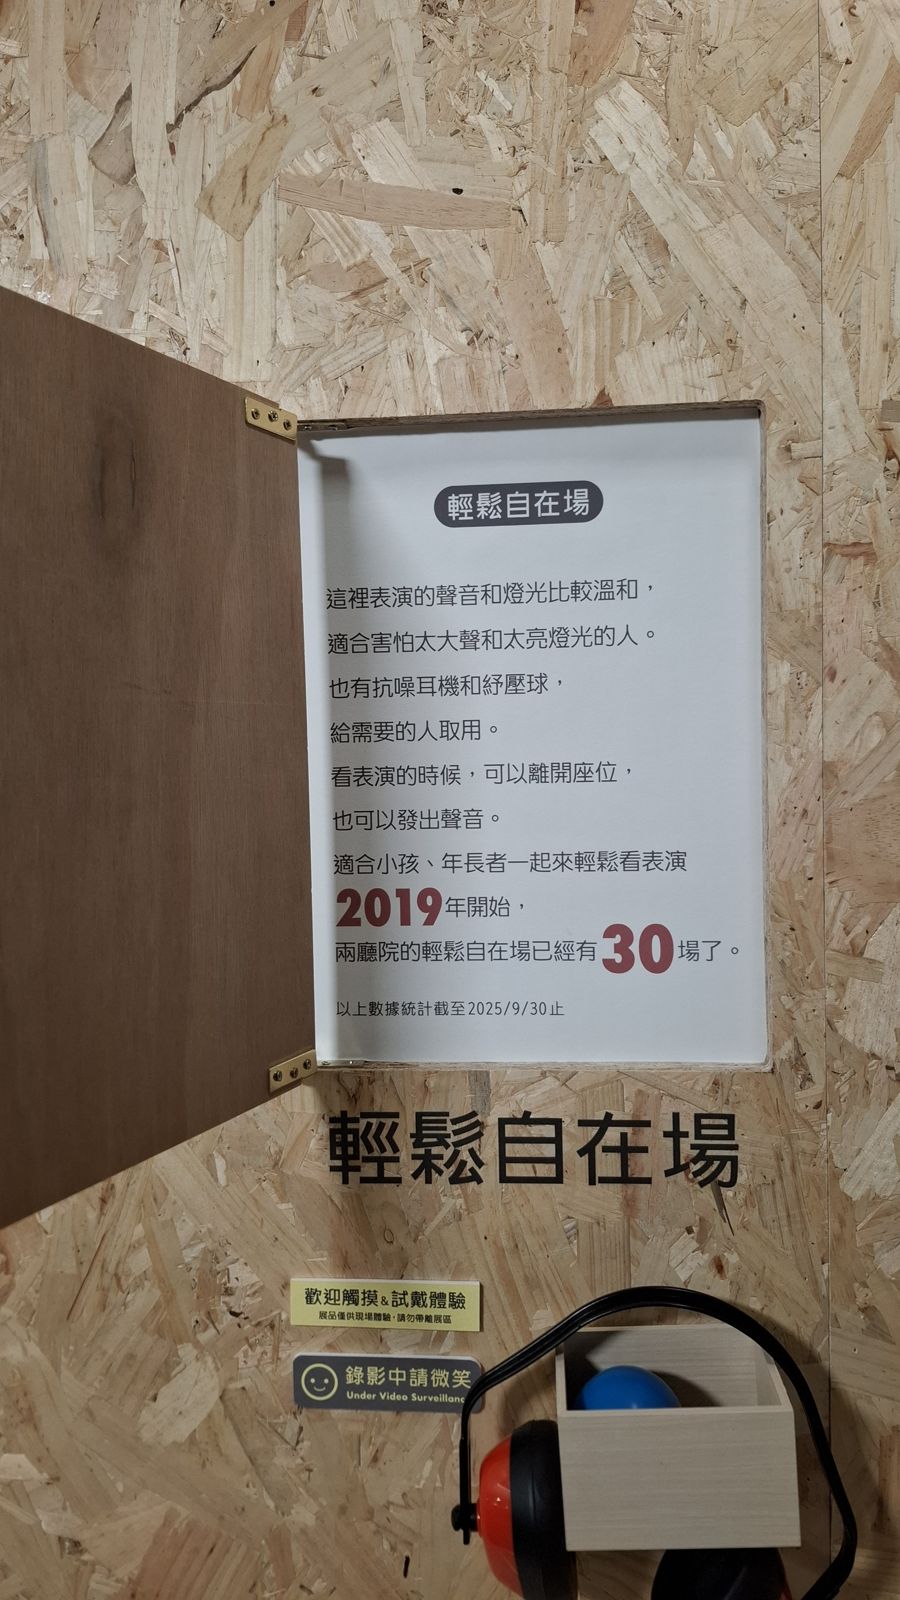 輕鬆自在場
這裡表演的聲音和燈光比較溫和，
適合害怕太大聲和太亮燈光的人。
也有抗噪耳機和紓壓球，
給需要的人取用。
看表演的時候，可以離開座位，
也可以發出聲音。
適合小孩、年長者一起來輕鬆看表演
2019年開始，
兩廳院的輕鬆自在場已經有30場了。
以上數據統計截至2025/9/30止
輕鬆自在場
歡迎觸摸&試戴體驗
展品僅供現場體驗，請勿帶離展區
錄影中請微笑
Under Video Surveillanc